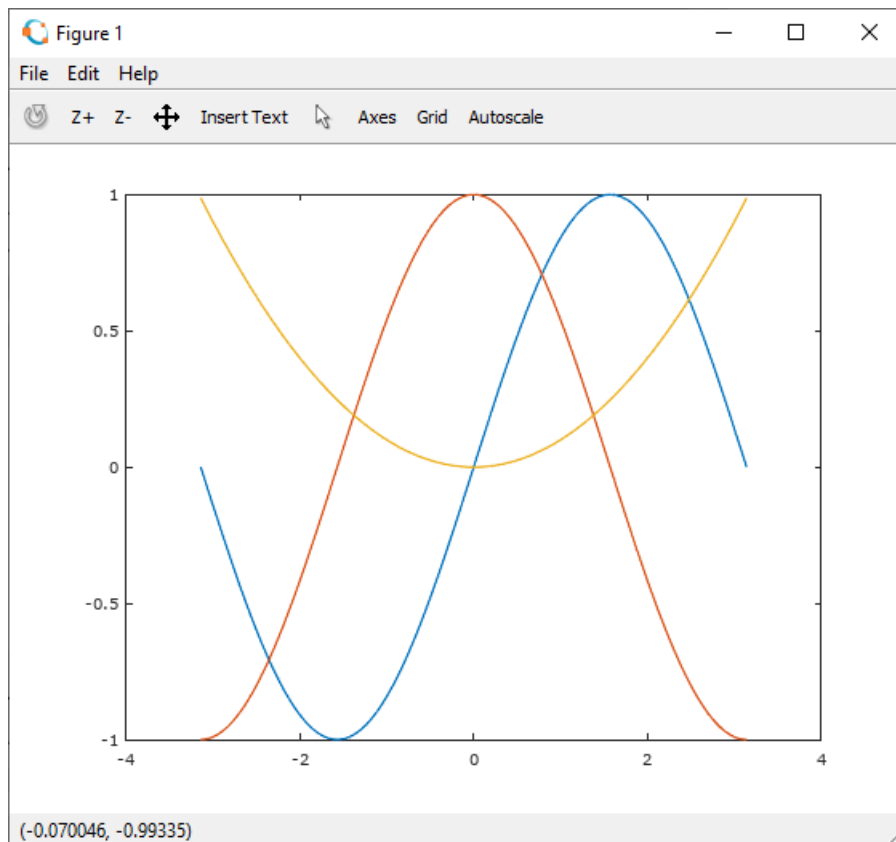 Figure 1
File Edit Help
Z+ Z- Insert Text Axes Grid Autoscale
1
0.5
0
-0.5
-1
-4 -2 0 2 4
(-0.070046, -0.99335)